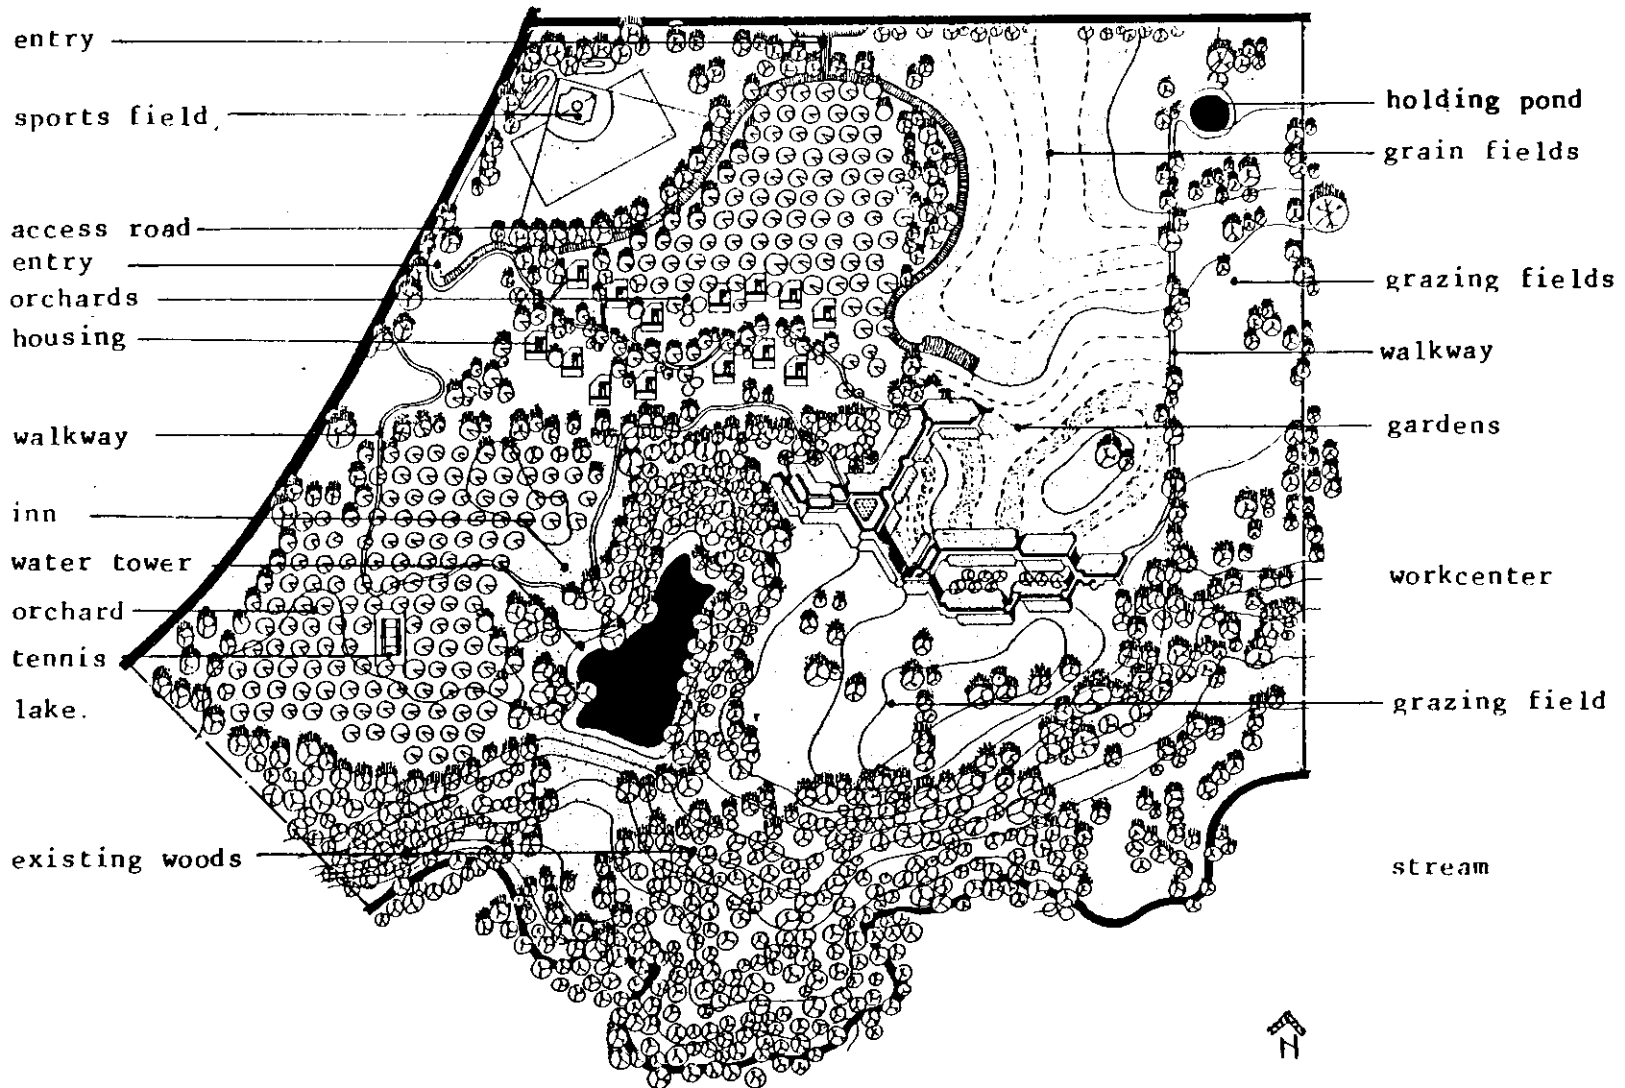 entry
sports field
access road
entry
orchards
housing
walkway
inn
water tower
orchard
tennis
lake.
existing woods
holding pond
grain fields
grazing fields
walkway
gardens
workcenter
grazing field
stream
N